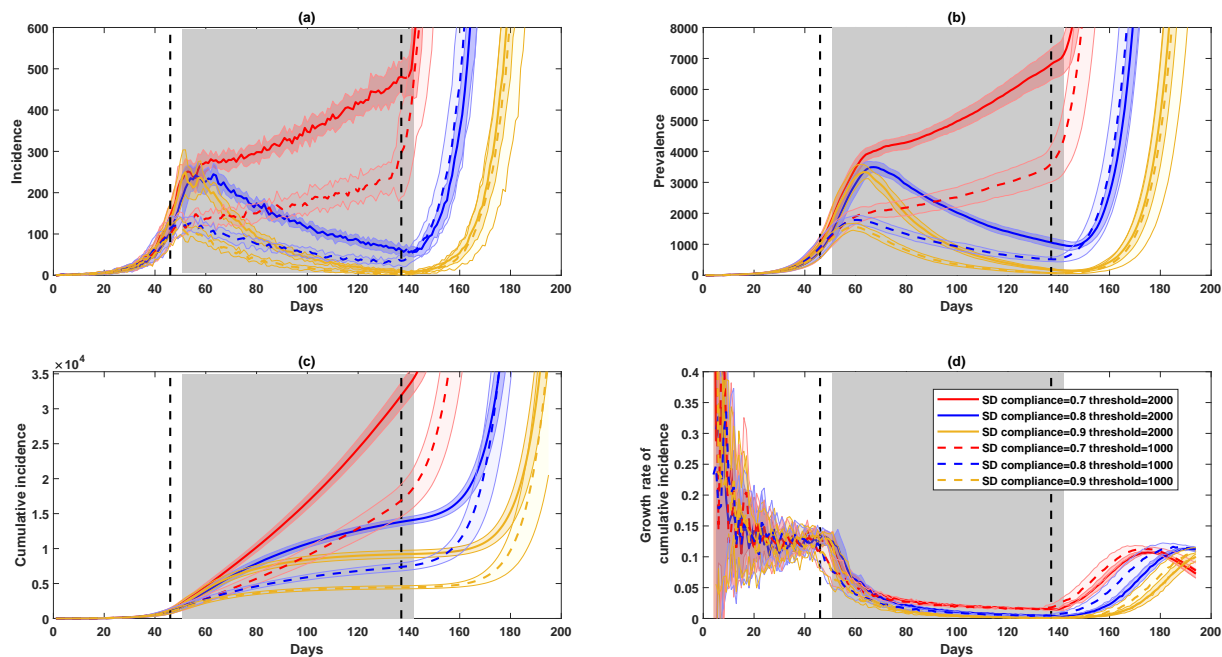 (a)
600
500
400
300
200
100
0
Incidence
0 20 40 60 80 100 120 140 160 180 200
Days
(b)
8000
7000
6000
5000
4000
3000
2000
1000
0
Prevalence
0 20 40 60 80 100 120 140 160 180 200
Days
(c)
×10^4
3.5
3
2.5
2
1.5
1
0.5
0
Cumulative incidence
0 20 40 60 80 100 120 140 160 180 200
Days
(d)
0.4
0.35
0.3
0.25
0.2
0.15
0.1
0.05
0
Growth rate of
cumulative incidence
0 20 40 60 80 100 120 140 160 180 200
Days
SD compliance=0.7 threshold=2000
SD compliance=0.8 threshold=2000
SD compliance=0.9 threshold=2000
SD compliance=0.7 threshold=1000
SD compliance=0.8 threshold=1000
SD compliance=0.9 threshold=1000